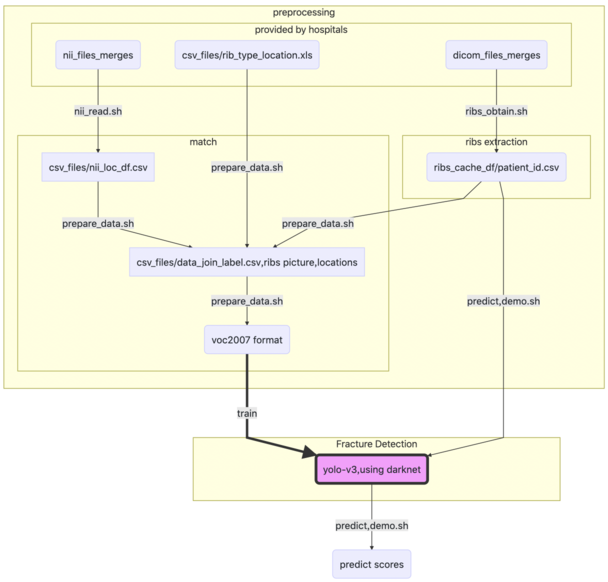 preprocessing
provided by hospitals
nii_files_merges
csv_files/rib_type_location.xls
dicom_files_merges
nii_read.sh
ribs_obtain.sh
match
ribs extraction
csv_files/nii_loc_df.csv
prepare_data.sh
ribs_cache_df/patient_id.csv
prepare_data.sh
prepare_data.sh
csv_files/data_join_label.csv,ribs picture,locations
prepare_data.sh
predict,demo.sh
voc2007 format
train
Fracture Detection
yolo-v3,using darknet
predict,demo.sh
predict scores